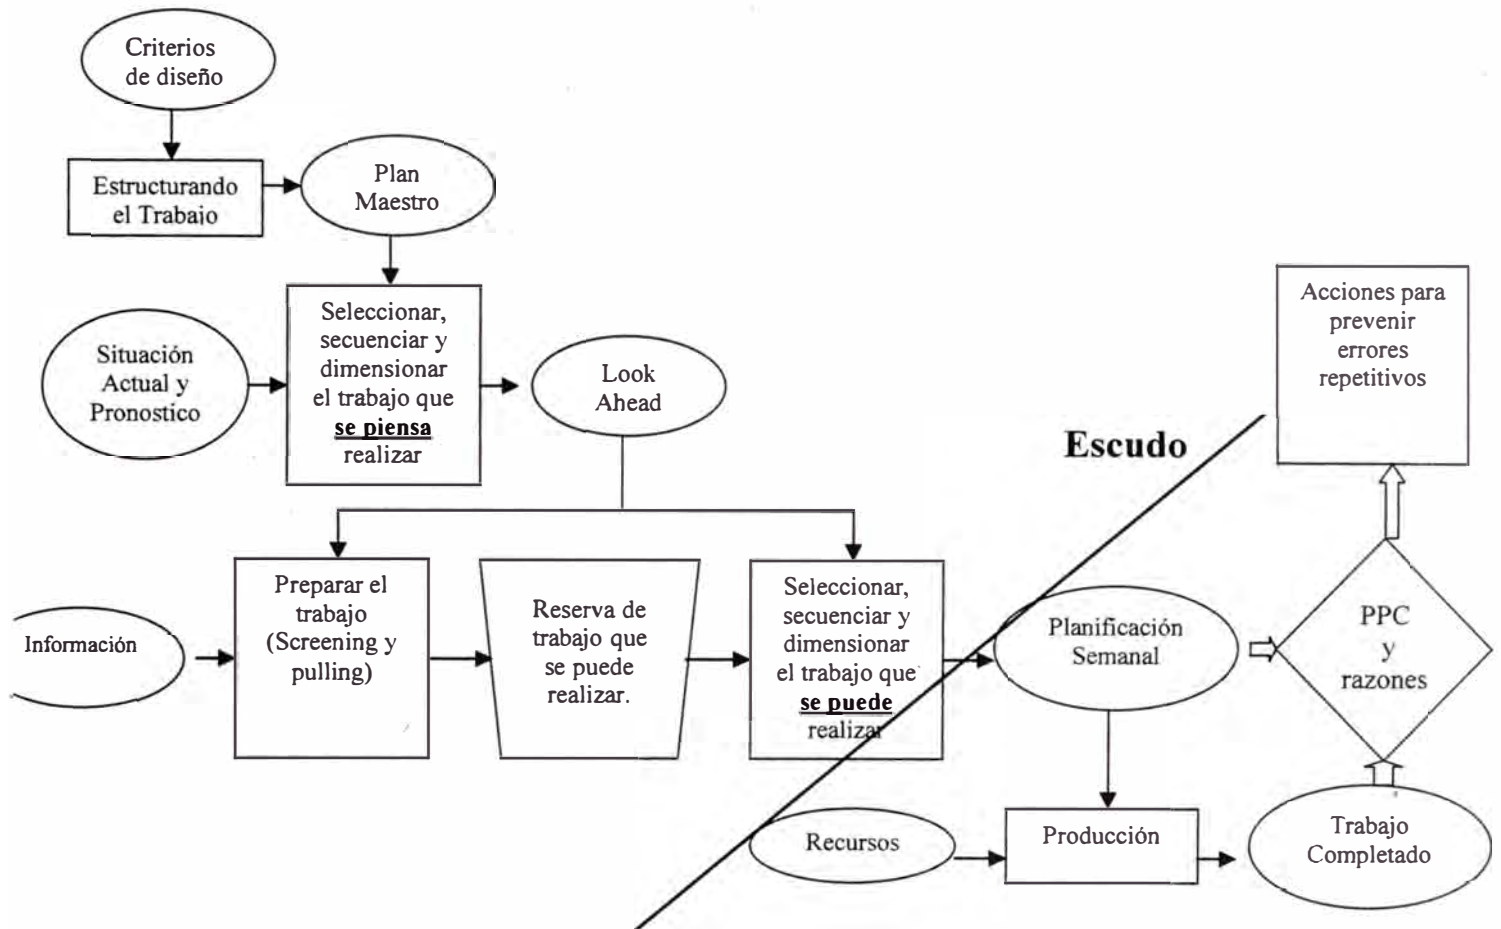 Criterios
de diseño
Estructurando
el Trabajo
Plan
Maestro
Situación
Actual y
Pronostico
Seleccionar,
secuenciar y
dimensionar
el trabajo que
se piensa
realizar
Look
Ahead
Escudo
Acciones para
prevenir
errores
repetitivos
Información
Preparar el
trabajo
(Screening y
pulling)
Reserva de
trabajo que
se puede
realizar.
Seleccionar,
secuenciar y
dimensionar
el trabajo que
se puede
realizar
Planificación
Semanal
PPC
y
razones
Recursos
Producción
Trabajo
Completado